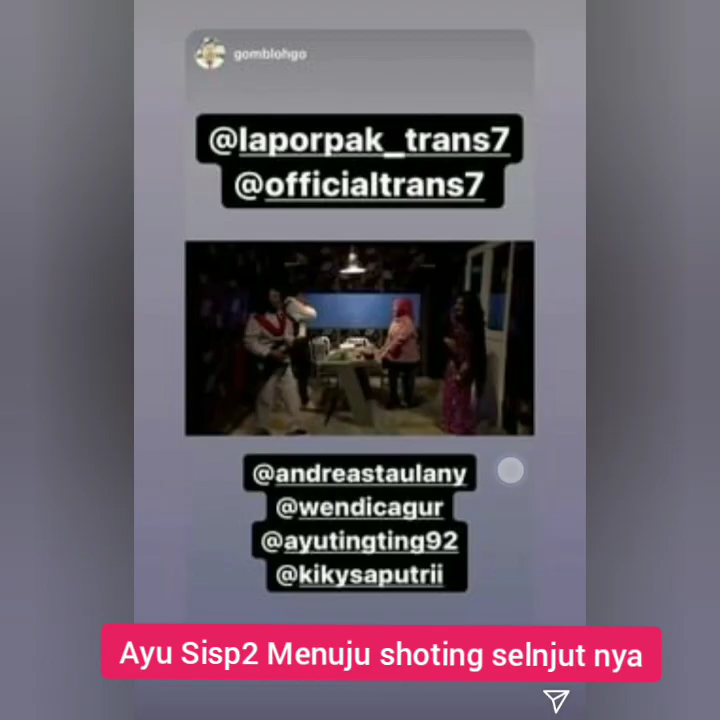 gomblohgo
@laporpak_trans7
@officialtrans7
@andreastaulany
@wendicagur
@ayutingting92
@kikysaputrii
Ayu Sisp2 Menuju shoting selnjut nya